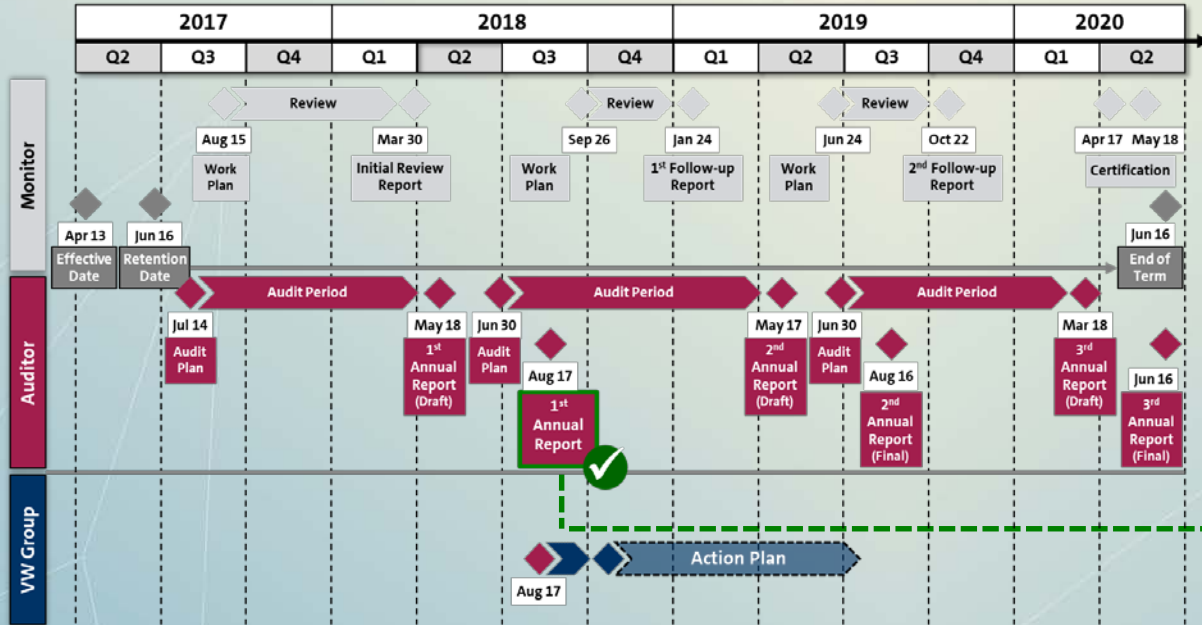 2017 2018 2019 2020
Q2 Q3 Q4 Q1 Q2 Q3 Q4 Q1 Q2 Q3 Q4 Q1 Q2
Monitor
Review Review Review
Aug 15 Mar 30 Sep 26 Jan 24 Jun 24 Oct 22 Apr 17 May 18
Work Initial Review Work 1st Follow-up Work 2nd Follow-up Certification
Plan Report Plan Report Plan Report
Apr 13 Jun 16 Jun 16
Effective Retention End of
Date Date Term
Auditor
Audit Period Audit Period Audit Period
Jul 14 May 18 Jun 30 May 17 Jun 30 Mar 18
Audit 1st Audit 2nd Audit 3rd
Plan Annual Plan Annual Plan Annual
Report Report Report
(Draft) (Draft) (Draft)
Aug 17 Aug 16 Jun 16
1st 2nd 3rd
Annual Annual Annual
Report Report Report
(Final) (Final)
VW Group
Action Plan
Aug 17